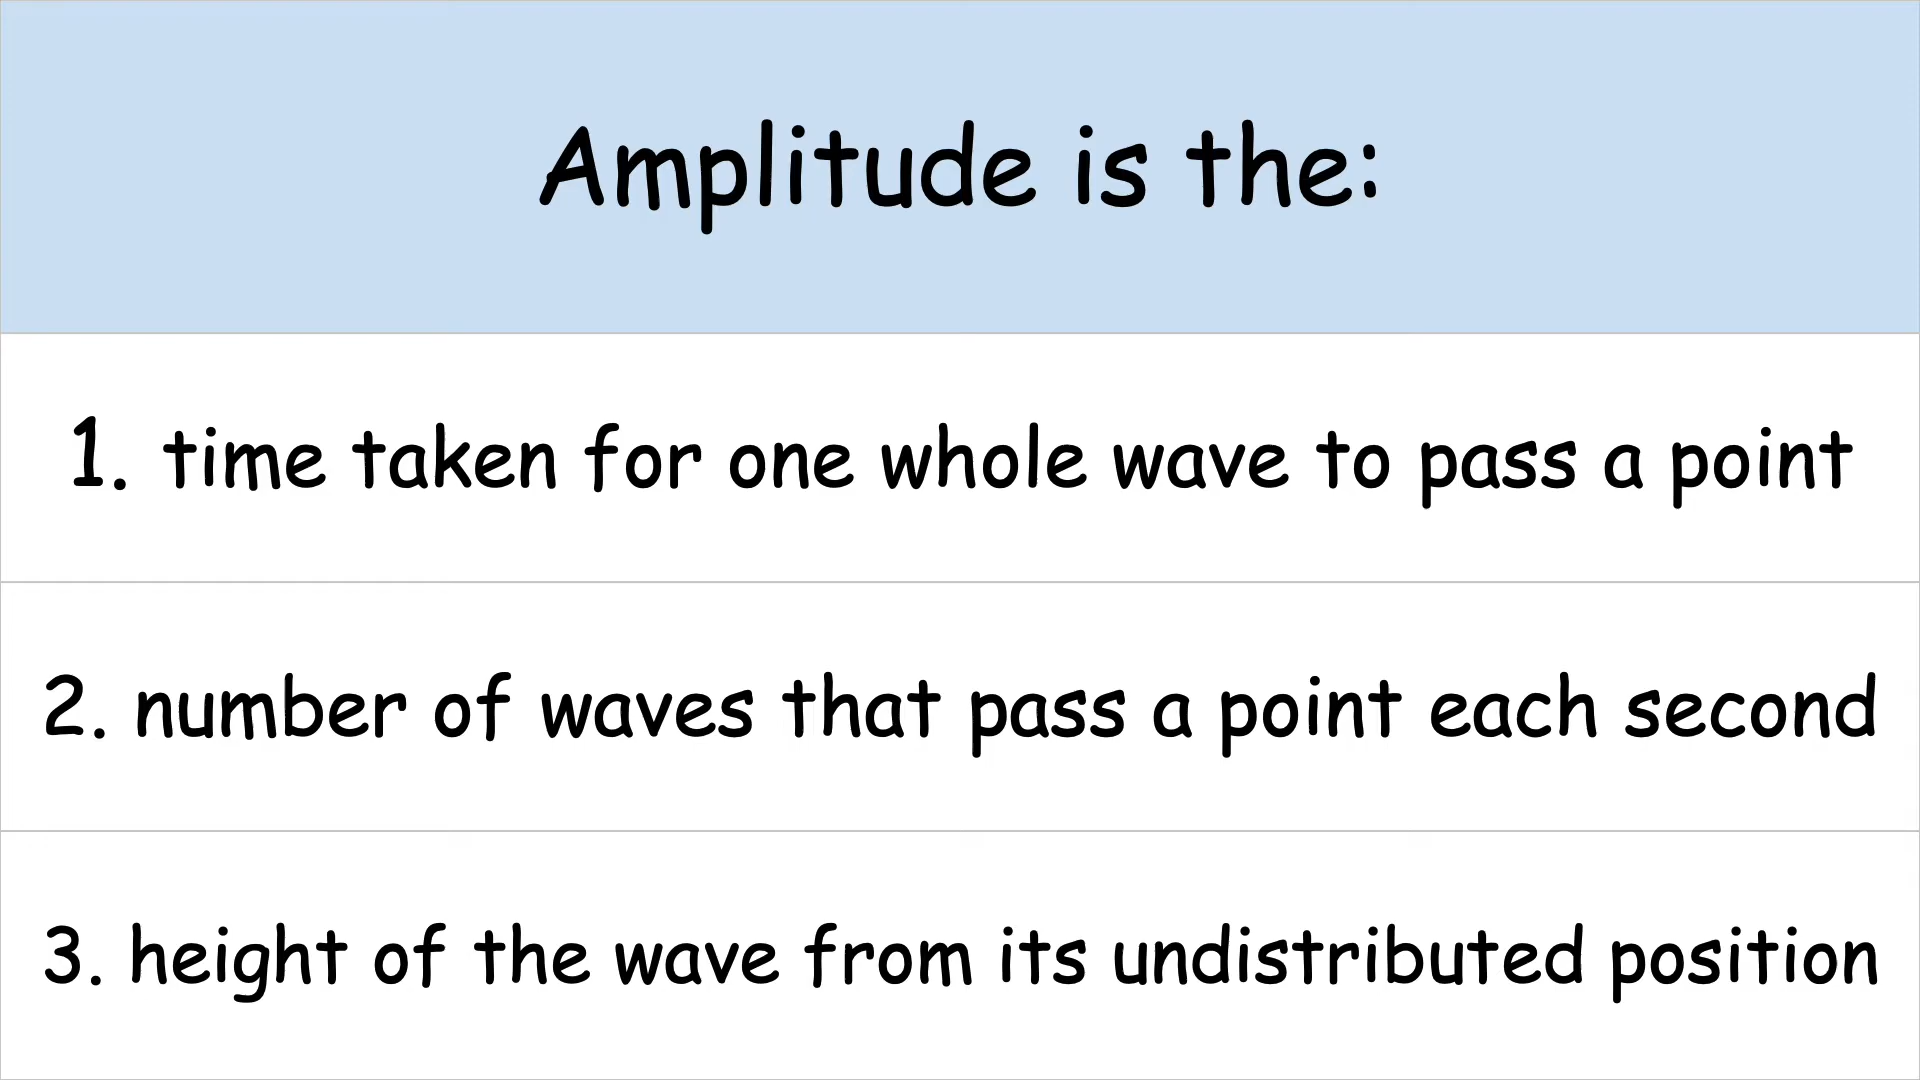 Amplitude is the:
1. time taken for one whole wave to pass a point
2. number of waves that pass a point each second
3. height of the wave from its undistributed position